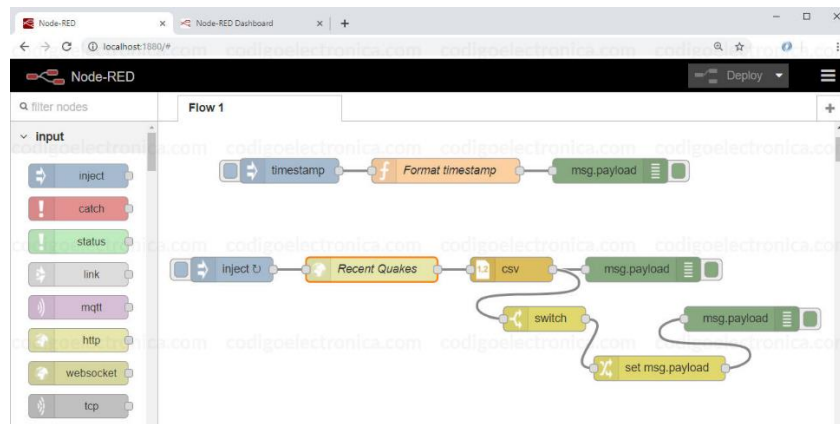 Node-RED
Node-RED Dashboard
localhost:1880/#
Node-RED
Deploy
filter nodes
Flow 1
input
inject
catch
status
link
mqtt
http
websocket
tcp
timestamp
Format timestamp
msg.payload
inject ↻
Recent Quakes
1.2
csv
msg.payload
switch
msg.payload
set msg.payload
codigoelectronica.com